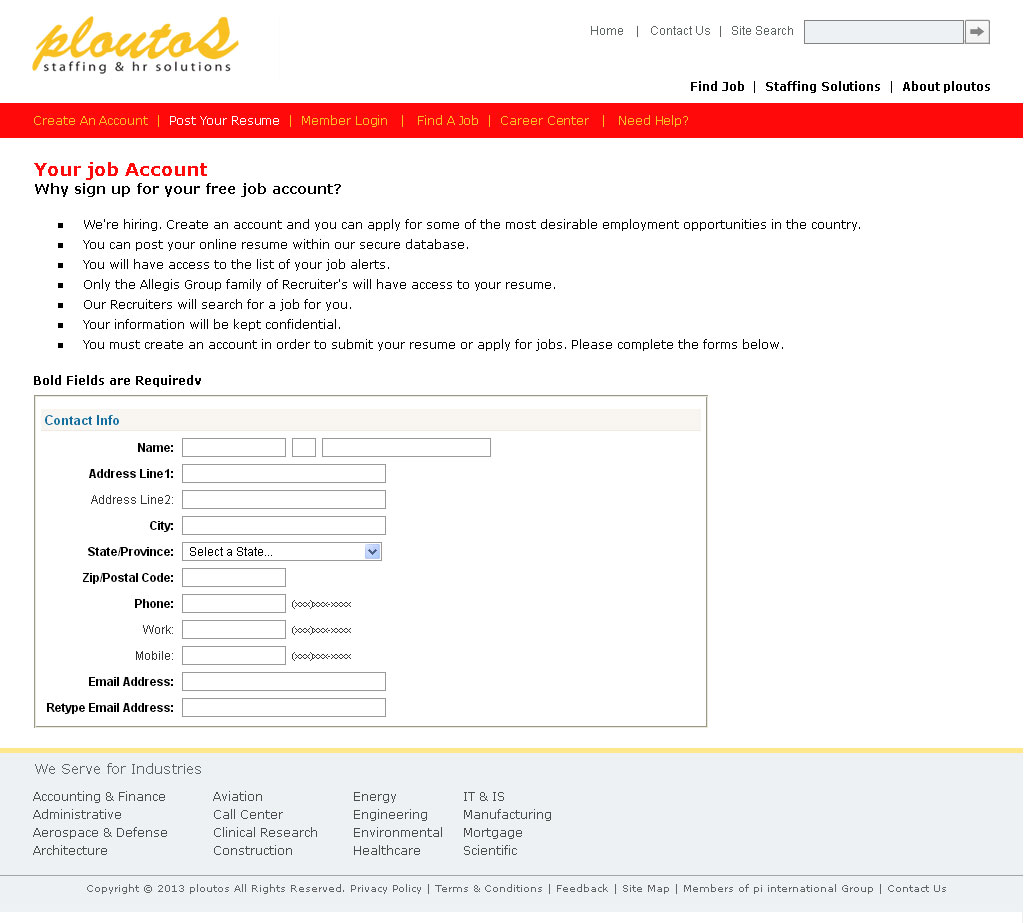 ploutos
staffing & hr solutions
Home | Contact Us | Site Search
Find Job | Staffing Solutions | About ploutos
Create An Account | Post Your Resume | Member Login | Find A Job | Career Center | Need Help?
Your job Account
Why sign up for your free job account?
We're hiring. Create an account and you can apply for some of the most desirable employment opportunities in the country.
You can post your online resume within our secure database.
You will have access to the list of your job alerts.
Only the Allegis Group family of Recruiter's will have access to your resume.
Our Recruiters will search for a job for you.
Your information will be kept confidential.
You must create an account in order to submit your resume or apply for jobs. Please complete the forms below.
Bold Fields are Requiredv
Contact Info
Name:
Address Line1:
Address Line2:
City:
State/Province: Select a State...
Zip/Postal Code:
Phone: (xxx)xxx-xxxx
Work: (xxx)xxx-xxxx
Mobile: (xxx)xxx-xxxx
Email Address:
Retype Email Address:
We Serve for Industries
Accounting & Finance Aviation Energy IT & IS
Administrative Call Center Engineering Manufacturing
Aerospace & Defense Clinical Research Environmental Mortgage
Architecture Construction Healthcare Scientific
Copyright © 2013 ploutos All Rights Reserved. Privacy Policy | Terms & Conditions | Feedback | Site Map | Members of pi international Group | Contact Us